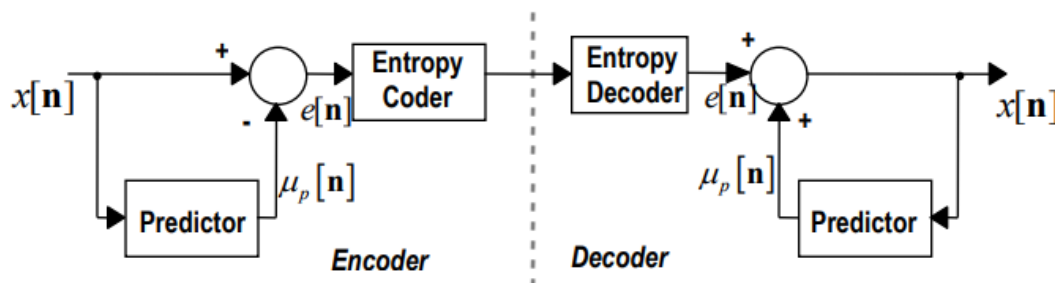 +
Entropy
Coder
x[n]
-
e[n]
μp[n]
Predictor
Encoder
Entropy
Decoder
+
e[n]
+
x[n]
μp[n]
Predictor
Decoder